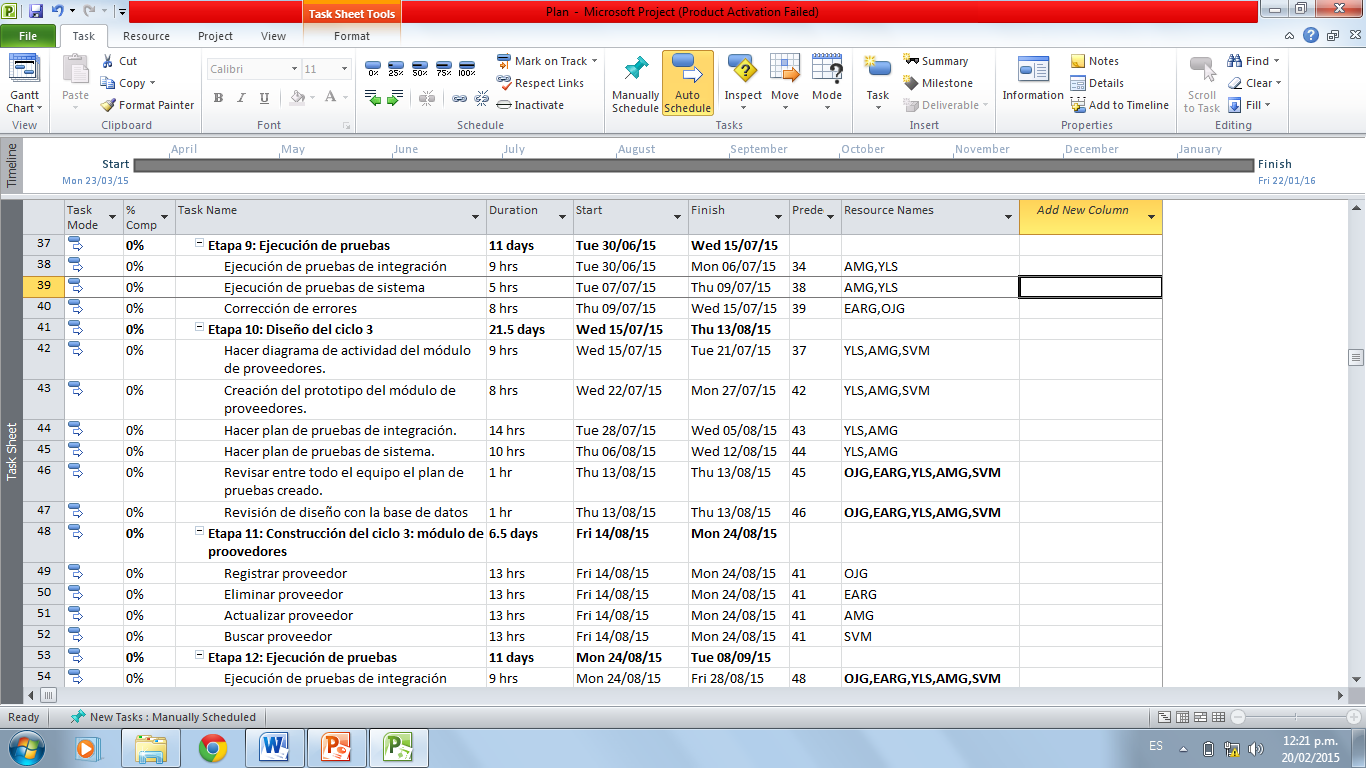 Task Sheet Tools
Plan - Microsoft Project (Product Activation Failed)
File Task Resource Project View Format
Gantt Chart
View
Paste
Cut
Copy
Format Painter
Clipboard
Calibri 11
B I U A
Font
0% 25% 50% 75% 100%
Mark on Track
Respect Links
Inactivate
Schedule
Manually Schedule
Auto Schedule
Inspect
Move
Mode
Tasks
Task
Summary
Milestone
Deliverable
Insert
Information
Notes
Details
Add to Timeline
Properties
Scroll to Task
Find
Clear
Fill
Editing
Timeline
April May June July August September October November December January
Start
Mon 23/03/15
Finish
Fri 22/01/16
Task Sheet
Task Mode % Comp Task Name Duration Start Finish Prede Resource Names Add New Column
37 0% Etapa 9: Ejecución de pruebas 11 days Tue 30/06/15 Wed 15/07/15
38 0% Ejecución de pruebas de integración 9 hrs Tue 30/06/15 Mon 06/07/15 34 AMG,YLS
39 0% Ejecución de pruebas de sistema 5 hrs Tue 07/07/15 Thu 09/07/15 38 AMG,YLS
40 0% Corrección de errores 8 hrs Thu 09/07/15 Wed 15/07/15 39 EARG,OJG
41 0% Etapa 10: Diseño del ciclo 3 21.5 days Wed 15/07/15 Thu 13/08/15
42 0% Hacer diagrama de actividad del módulo 9 hrs Wed 15/07/15 Tue 21/07/15 37 YLS,AMG,SVM
de proveedores.
43 0% Creación del prototipo del módulo de 8 hrs Wed 22/07/15 Mon 27/07/15 42 YLS,AMG,SVM
proveedores.
44 0% Hacer plan de pruebas de integración. 14 hrs Tue 28/07/15 Wed 05/08/15 43 YLS,AMG
45 0% Hacer plan de pruebas de sistema. 10 hrs Thu 06/08/15 Wed 12/08/15 44 YLS,AMG
46 0% Revisar entre todo el equipo el plan de 1 hr Thu 13/08/15 Thu 13/08/15 45 OJG,EARG,YLS,AMG,SVM
pruebas creado.
47 0% Revisión de diseño con la base de datos 1 hr Thu 13/08/15 Thu 13/08/15 46 OJG,EARG,YLS,AMG,SVM
48 0% Etapa 11: Construcción del ciclo 3: módulo de 6.5 days Fri 14/08/15 Mon 24/08/15
proovedores
49 0% Registrar proveedor 13 hrs Fri 14/08/15 Mon 24/08/15 41 OJG
50 0% Eliminar proveedor 13 hrs Fri 14/08/15 Mon 24/08/15 41 EARG
51 0% Actualizar proveedor 13 hrs Fri 14/08/15 Mon 24/08/15 41 AMG
52 0% Buscar proveedor 13 hrs Fri 14/08/15 Mon 24/08/15 41 SVM
53 0% Etapa 12: Ejecución de pruebas 11 days Mon 24/08/15 Tue 08/09/15
54 0% Ejecución de pruebas de integración 9 hrs Mon 24/08/15 Fri 28/08/15 48 OJG,EARG,YLS,AMG,SVM
Ready New Tasks : Manually Scheduled
ES
12:21 p.m.
20/02/2015